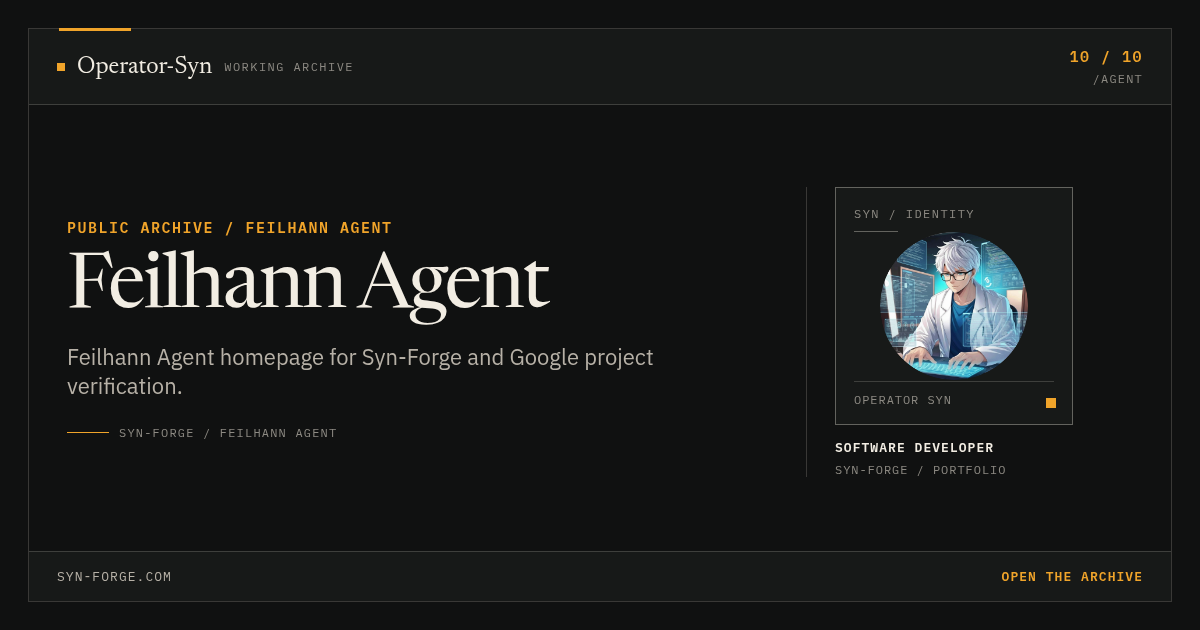 Operator-Syn WORKING ARCHIVE
10 / 10
/AGENT
PUBLIC ARCHIVE / FEILHANN AGENT
Feilhann Agent
Feilhann Agent homepage for Syn-Forge and Google project
verification.
SYN-FORGE / FEILHANN AGENT
SYN / IDENTITY
OPERATOR SYN
SOFTWARE DEVELOPER
SYN-FORGE / PORTFOLIO
SYN-FORGE.COM
OPEN THE ARCHIVE